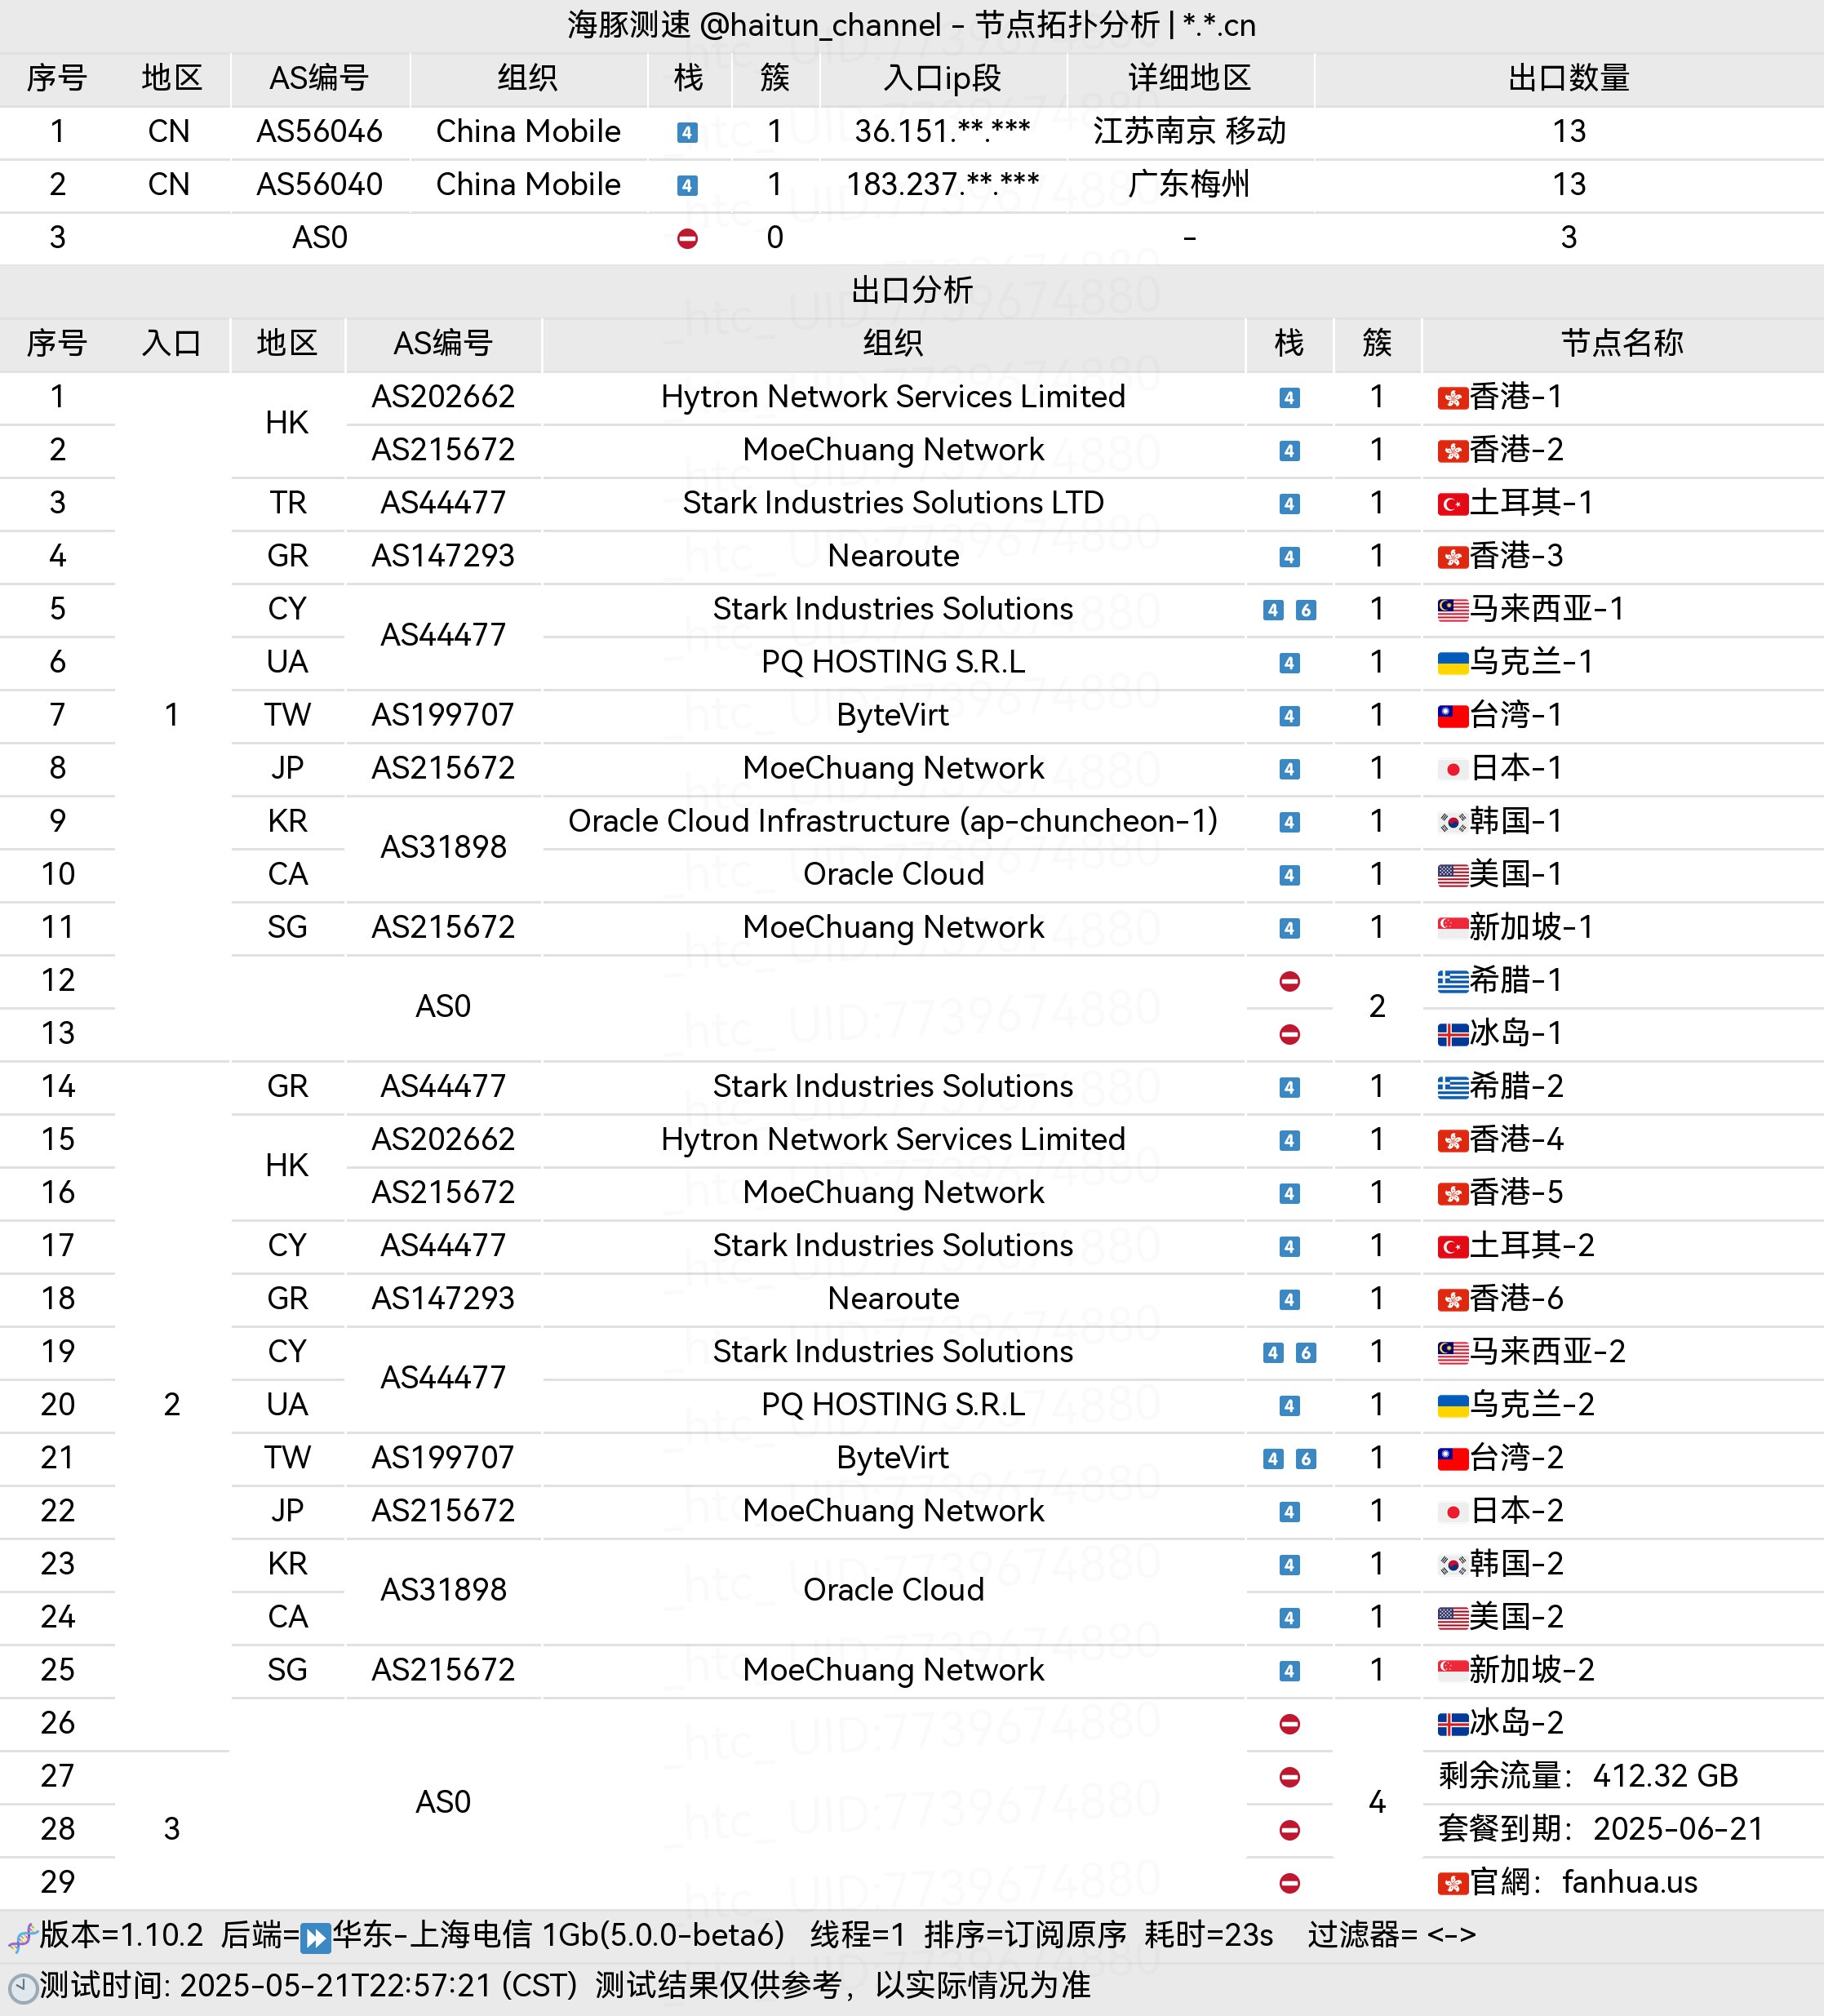 海豚测速 @haitun_channel - 节点拓扑分析 | *.*.cn
序号 地区 AS编号 组织 栈 簇 入口ip段 详细地区 出口数量
1 CN AS56046 China Mobile 4 1 36.151.**.*** 江苏南京 移动 13
2 CN AS56040 China Mobile 4 1 183.237.**.*** 广东梅州 13
3 AS0 0 - 3
出口分析
序号 入口 地区 AS编号 组织 栈 簇 节点名称
1 HK AS202662 Hytron Network Services Limited 4 1 香港-1
2 AS215672 MoeChuang Network 4 1 香港-2
3 TR AS44477 Stark Industries Solutions LTD 4 1 土耳其-1
4 GR AS147293 Nearoute 4 1 香港-3
5 CY AS44477 Stark Industries Solutions 4 6 1 马来西亚-1
6 UA PQ HOSTING S.R.L 4 1 乌克兰-1
7 1 TW AS199707 ByteVirt 4 1 台湾-1
8 JP AS215672 MoeChuang Network 4 1 日本-1
9 KR AS31898 Oracle Cloud Infrastructure (ap-chuncheon-1) 4 1 韩国-1
10 CA Oracle Cloud 4 1 美国-1
11 SG AS215672 MoeChuang Network 4 1 新加坡-1
12 AS0 2 希腊-1
13 冰岛-1
14 GR AS44477 Stark Industries Solutions 4 1 希腊-2
15 HK AS202662 Hytron Network Services Limited 4 1 香港-4
16 AS215672 MoeChuang Network 4 1 香港-5
17 CY AS44477 Stark Industries Solutions 4 1 土耳其-2
18 GR AS147293 Nearoute 4 1 香港-6
19 CY AS44477 Stark Industries Solutions 4 6 1 马来西亚-2
20 2 UA PQ HOSTING S.R.L 4 1 乌克兰-2
21 TW AS199707 ByteVirt 4 6 1 台湾-2
22 JP AS215672 MoeChuang Network 4 1 日本-2
23 KR AS31898 Oracle Cloud 4 1 韩国-2
24 CA 4 1 美国-2
25 SG AS215672 MoeChuang Network 4 1 新加坡-2
26 冰岛-2
27 AS0 4 剩余流量：412.32 GB
28 3 套餐到期：2025-06-21
29 官網：fanhua.us
版本=1.10.2 后端=华东-上海电信 1Gb(5.0.0-beta6) 线程=1 排序=订阅原序 耗时=23s 过滤器= <->
测试时间: 2025-05-21T22:57:21 (CST) 测试结果仅供参考，以实际情况为准
_htc_ UID:7739674880